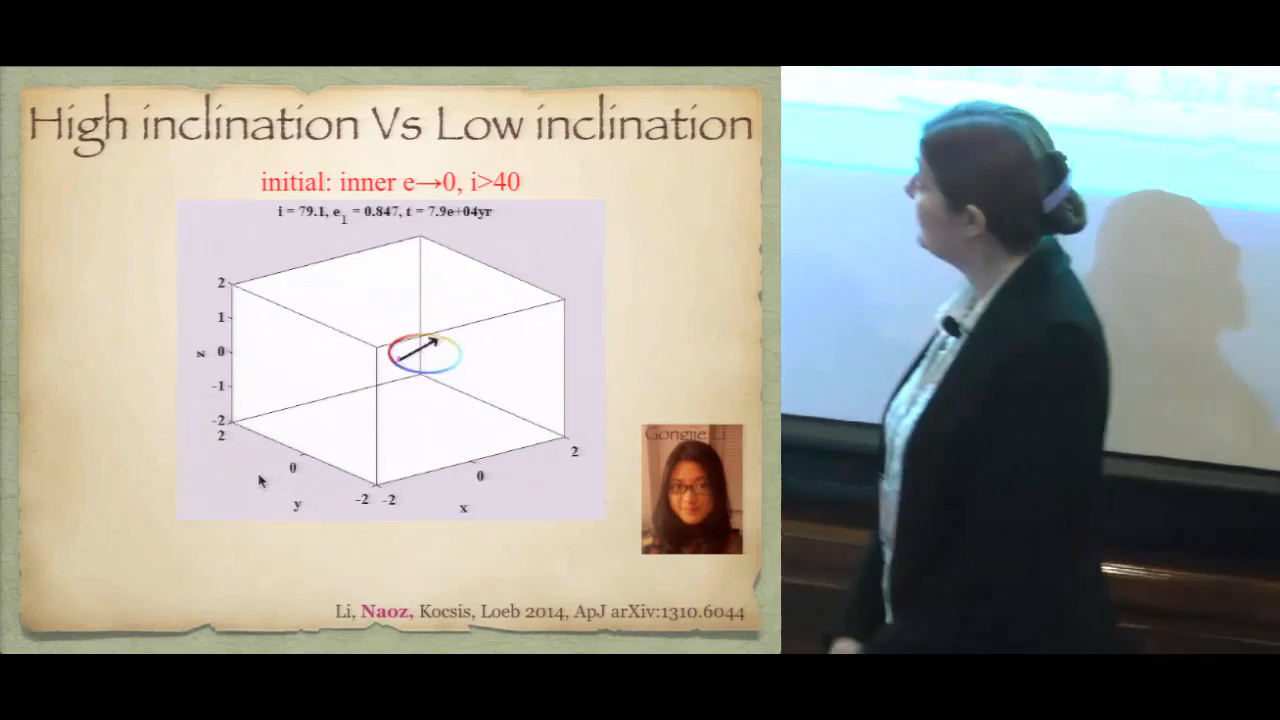 High inclination Vs Low inclination
initial: inner e→0, i>40
i = 79.1, e1 = 0.847, t = 7.9e+04yr
2
1
0
-1
-2
z
2
0
-2
y
-2
0
2
x
Gongjie Li
Li, Naoz, Kocsis, Loeb 2014, ApJ arXiv:1310.6044